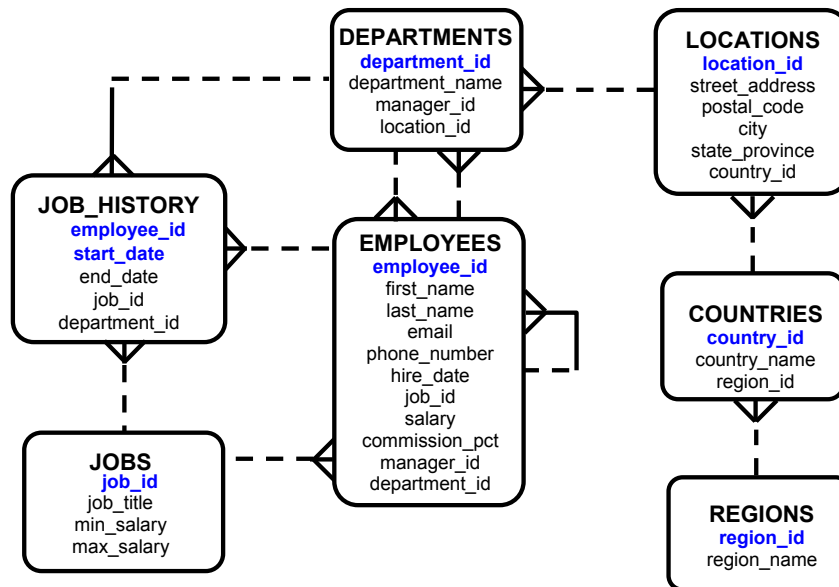 DEPARTMENTS
department_id
department_name
manager_id
location_id
LOCATIONS
location_id
street_address
postal_code
city
state_province
country_id
JOB_HISTORY
employee_id
start_date
end_date
job_id
department_id
EMPLOYEES
employee_id
first_name
last_name
email
phone_number
hire_date
job_id
salary
commission_pct
manager_id
department_id
COUNTRIES
country_id
country_name
region_id
JOBS
job_id
job_title
min_salary
max_salary
REGIONS
region_id
region_name